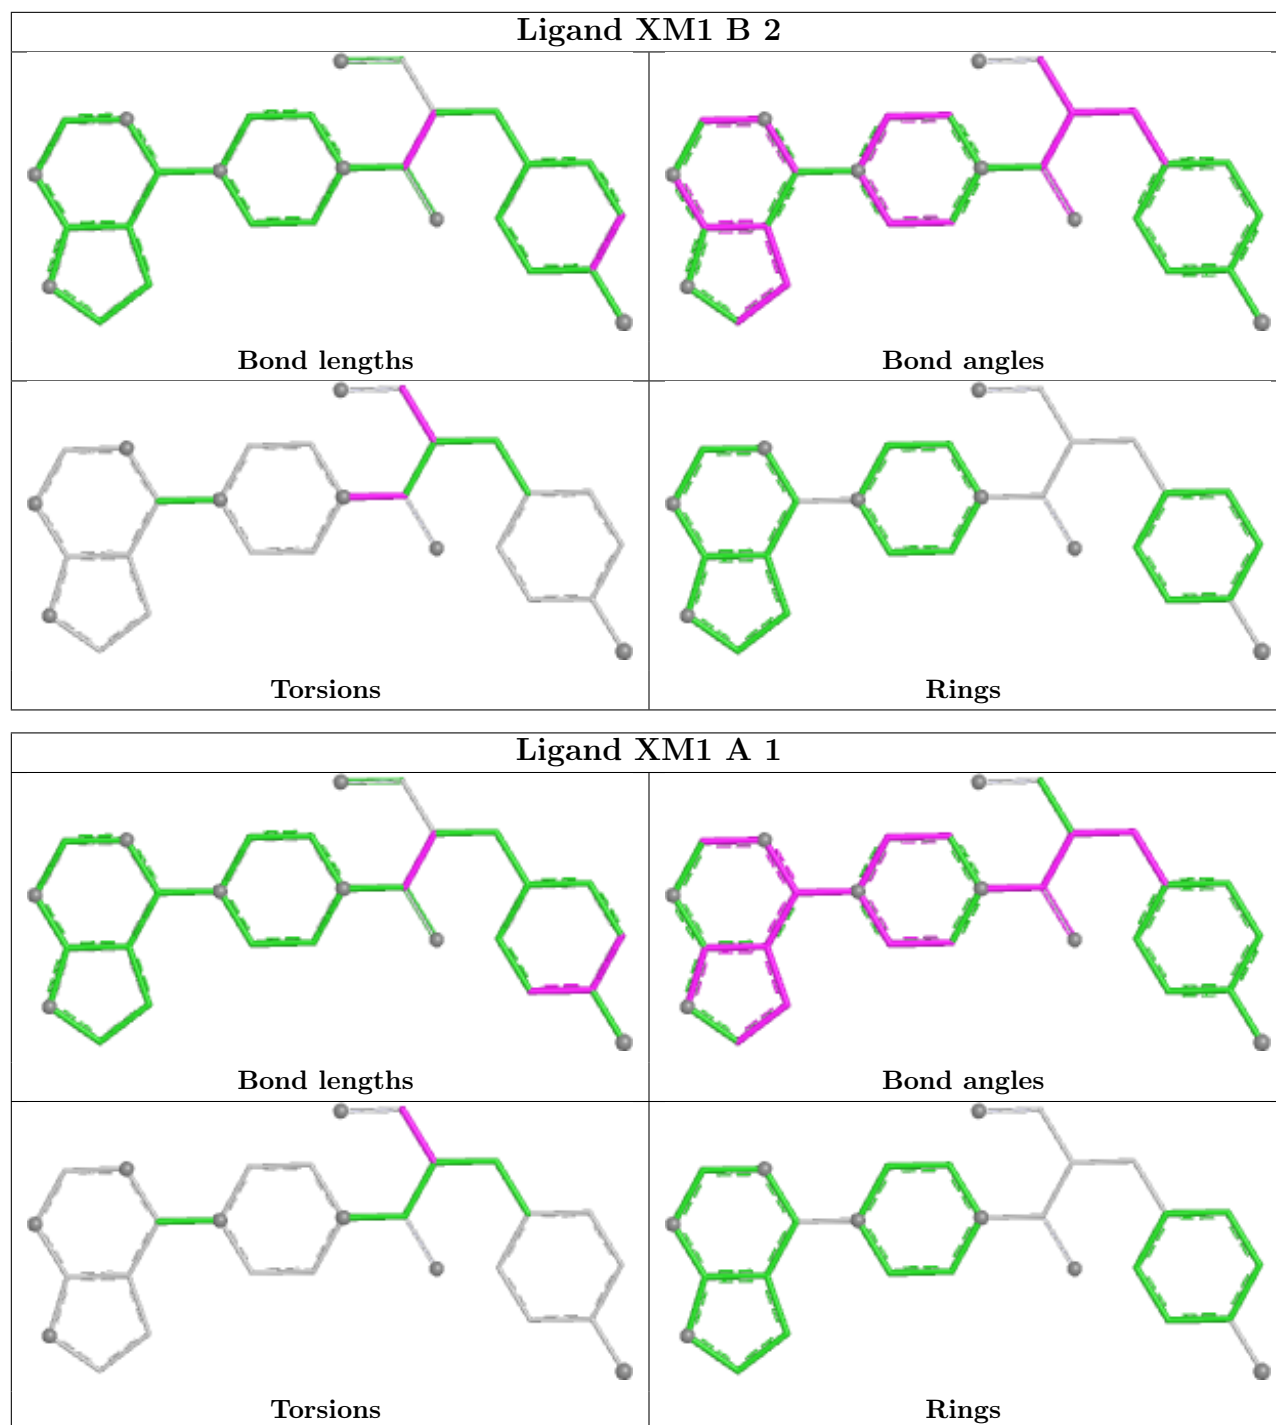 Ligand XM1 B 2
Bond lengths
Bond angles
Torsions
Rings
Ligand XM1 A 1
Bond lengths
Bond angles
Torsions
Rings